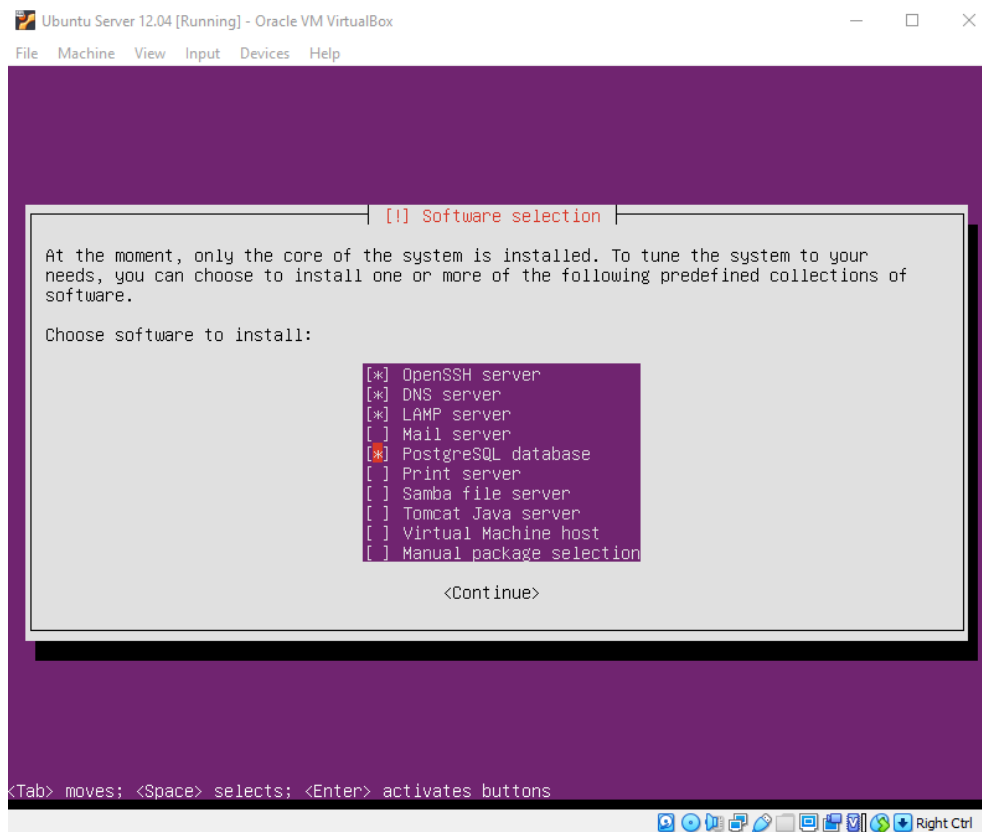 Ubuntu Server 12.04 [Running] - Oracle VM VirtualBox
File Machine View Input Devices Help
[!] Software selection
At the moment, only the core of the system is installed. To tune the system to your
needs, you can choose to install one or more of the following predefined collections of
software.
Choose software to install:
[*] OpenSSH server
[*] DNS server
[*] LAMP server
[ ] Mail server
[*] PostgreSQL database
[ ] Print server
[ ] Samba file server
[ ] Tomcat Java server
[ ] Virtual Machine host
[ ] Manual package selection
<Continue>
<Tab> moves; <Space> selects; <Enter> activates buttons
Right Ctrl